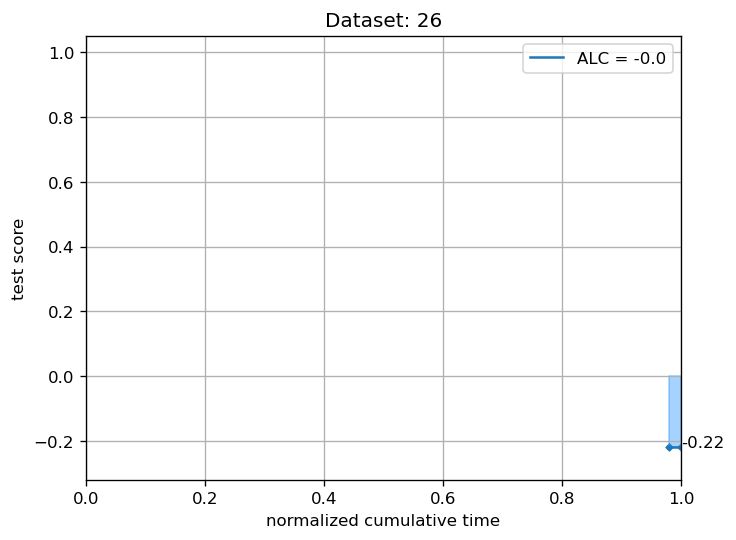 Dataset: 26
ALC = -0.0
test score
1.0
0.8
0.6
0.4
0.2
0.0
−0.2
-0.22
0.0 0.2 0.4 0.6 0.8 1.0
normalized cumulative time